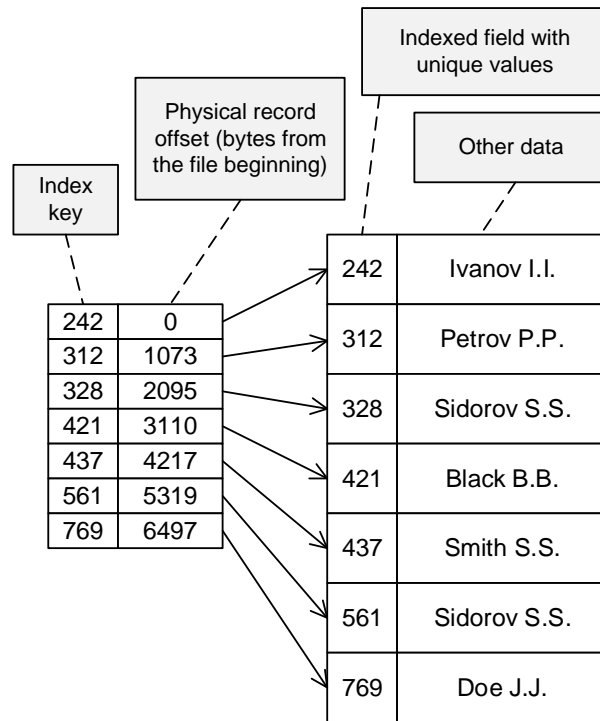 Indexed field with
unique values
Physical record
offset (bytes from
the file beginning)
Other data
Index
key
242 0
312 1073
328 2095
421 3110
437 4217
561 5319
769 6497
242 Ivanov I.I.
312 Petrov P.P.
328 Sidorov S.S.
421 Black B.B.
437 Smith S.S.
561 Sidorov S.S.
769 Doe J.J.